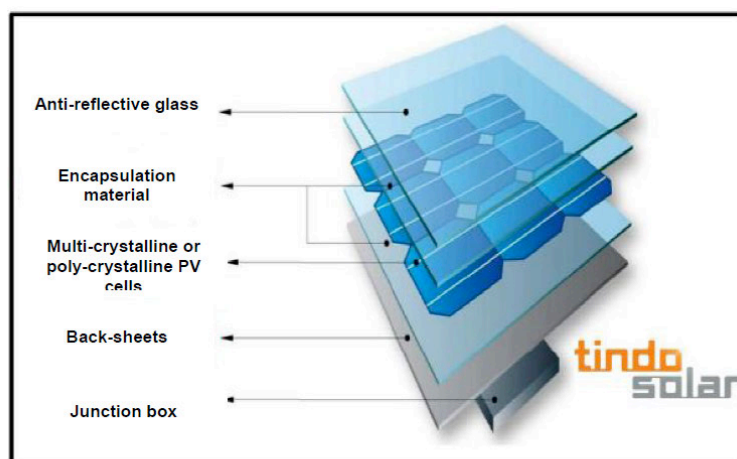 Anti-reflective glass
Encapsulation
material
Multi-crystalline or
poly-crystalline PV
cells
Back-sheets
Junction box
tindo
solar